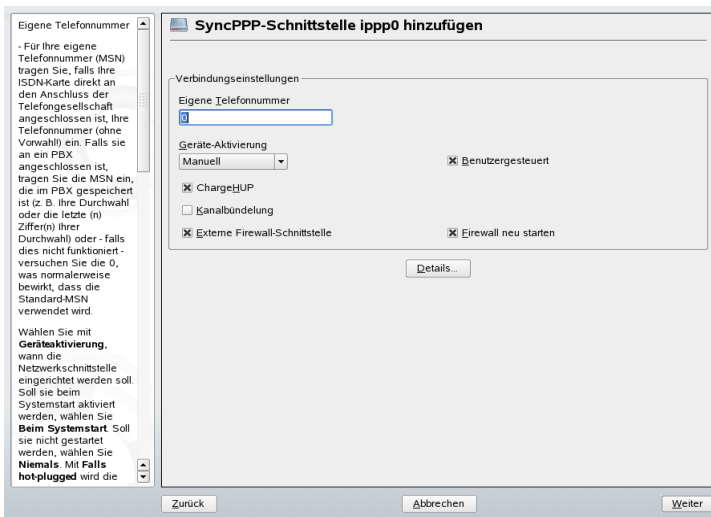 Eigene Telefonnummer
- Für Ihre eigene
Telefonnummer (MSN)
tragen Sie, falls Ihre
ISDN-Karte direkt an
den Anschluss der
Telefongesellschaft
angeschlossen ist, Ihre
Telefonnummer (ohne
Vorwahl!) ein. Falls sie
an ein PBX
angeschlossen ist,
tragen Sie die MSN ein,
die im PBX gespeichert
ist (z. B. Ihre Durchwahl
oder die letzte (n)
Ziffer(n) Ihrer
Durchwahl) oder - falls
dies nicht funktioniert -
versuchen Sie die 0,
was normalerweise
bewirkt, dass die
Standard-MSN
verwendet wird.
Wählen Sie mit
Geräteaktivierung,
wann die
Netzwerkschnittstelle
eingerichtet werden soll.
Soll sie beim
Systemstart aktiviert
werden, wählen Sie
Beim Systemstart. Soll
sie nicht gestartet
werden, wählen Sie
Niemals. Mit Falls
hot-plugged wird die
SyncPPP-Schnittstelle ippp0 hinzufügen
Verbindungseinstellungen
Eigene Telefonnummer
0
Geräte-Aktivierung
Manuell
Benutzergesteuert
ChargeHUP
Kanalbündelung
Externe Firewall-Schnittstelle
Firewall neu starten
Details...
Zurück
Abbrechen
Weiter